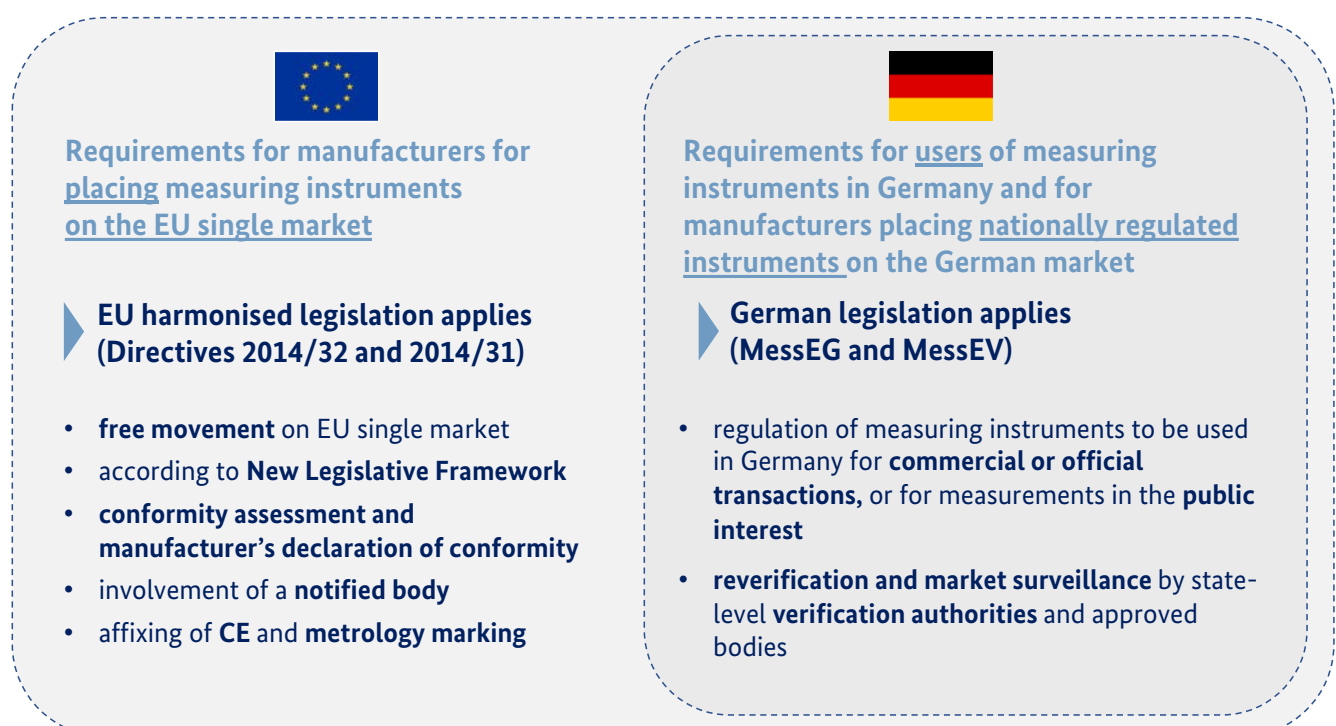 Requirements for manufacturers for
placing measuring instruments
on the EU single market
EU harmonised legislation applies
(Directives 2014/32 and 2014/31)
• free movement on EU single market
• according to New Legislative Framework
• conformity assessment and
manufacturer's declaration of conformity
• involvement of a notified body
• affixing of CE and metrology marking
Requirements for users of measuring
instruments in Germany and for
manufacturers placing nationally regulated
instruments on the German market
German legislation applies
(MessEG and MessEV)
• regulation of measuring instruments to be used
in Germany for commercial or official
transactions, or for measurements in the public
interest
• reverification and market surveillance by state-
level verification authorities and approved
bodies